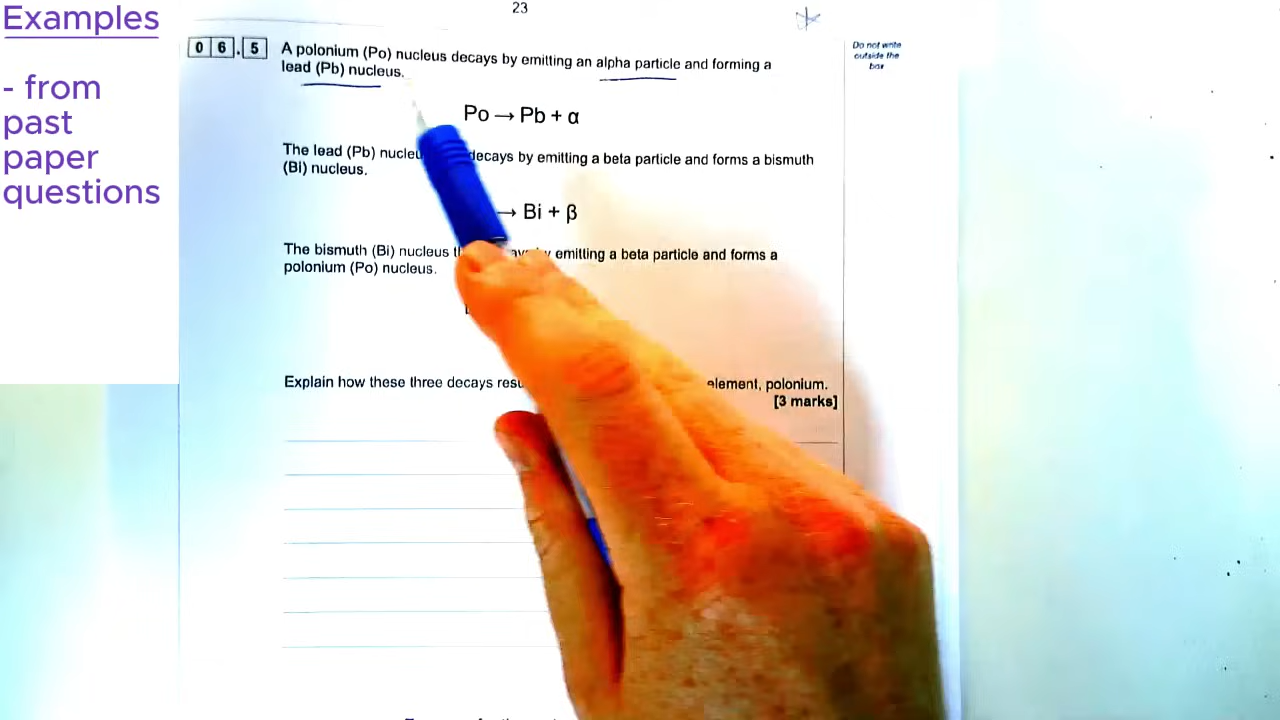 Examples
- from
past
paper
questions
23
0 6 . 5
A polonium (Po) nucleus decays by emitting an alpha particle and forming a
lead (Pb) nucleus.
Do not write
outside the
box
Po → Pb + α
The lead (Pb) decays by emitting a beta particle and forms a bismuth
(Bi) nucleus.
→ Bi + β
The bismuth (Bi) nucleus emitting a beta particle and forms a
polonium (Po) nucleus.
Explain how these three decays element, polonium.
[3 marks]